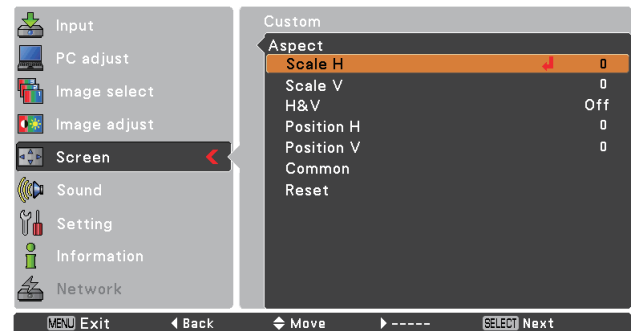 Input
PC adjust
Image select
Image adjust
Screen
Sound
Setting
Information
Network
Custom
Aspect
Scale H 0
Scale V 0
H&V Off
Position H 0
Position V 0
Common
Reset
MENU Exit Back Move ----- SELECT Next